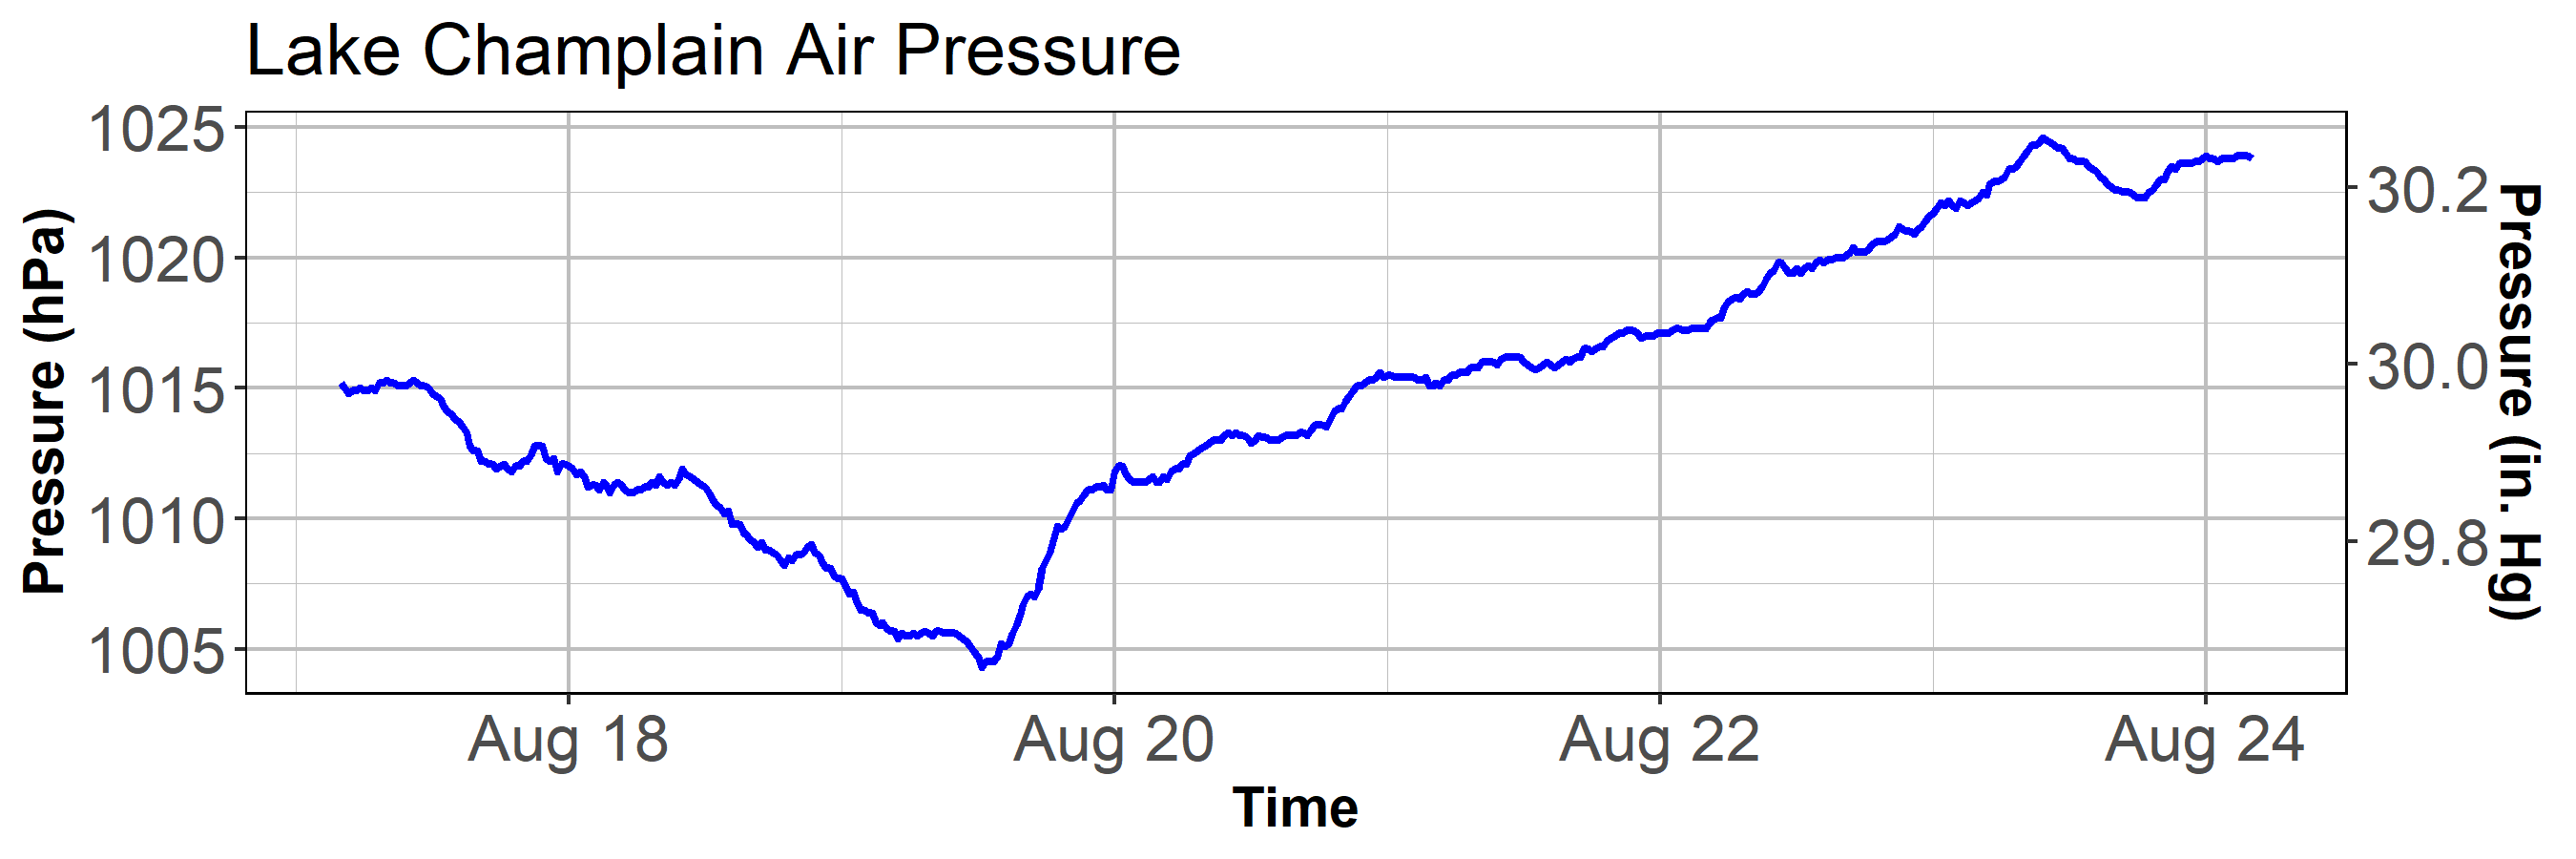 Lake Champlain Air Pressure
1025
1020
1015
1010
1005
Pressure (hPa)
30.2
30.0
29.8
Pressure (in. Hg)
Aug 18
Aug 20
Aug 22
Aug 24
Time